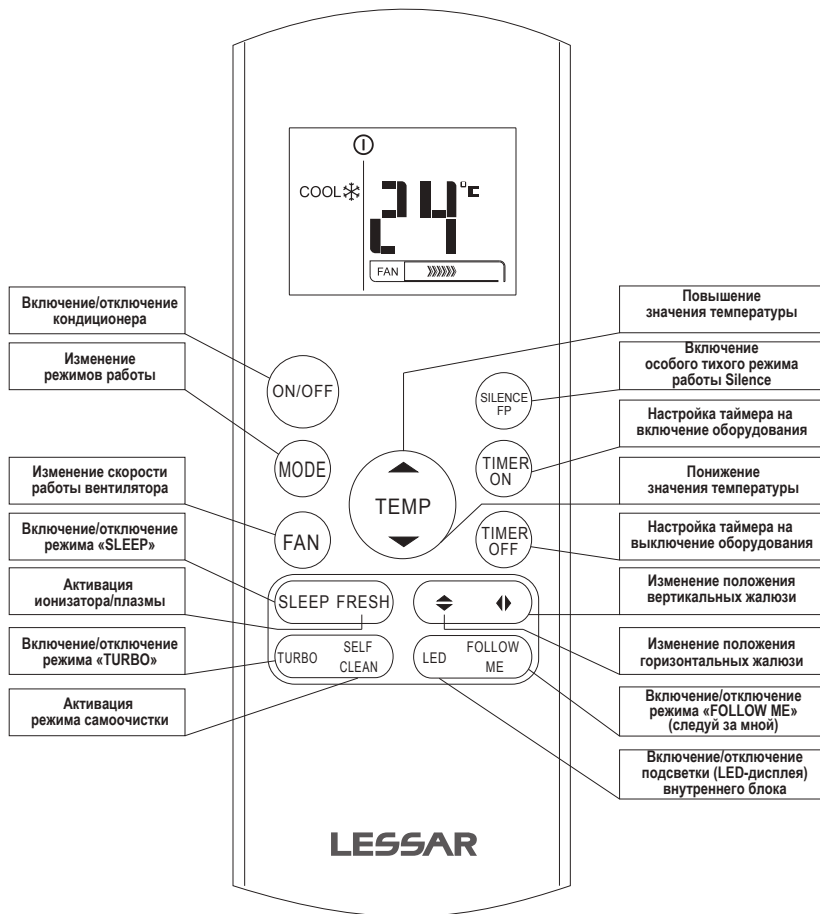 COOL
24°C
FAN
Включение/отключение
кондиционера
Изменение
режимов работы
Изменение скорости
работы вентилятора
Включение/отключение
режима «SLEEP»
Активация
ионизатора/плазмы
Включение/отключение
режима «TURBO»
Активация
режима самоочистки
ON/OFF
MODE
FAN
TEMP
SILENCE
FP
TIMER
ON
TIMER
OFF
SLEEP FRESH
TURBO
SELF
CLEAN
LED
FOLLOW
ME
Повышение
значения температуры
Включение
особого тихого режима
работы Silence
Настройка таймера на
включение оборудования
Понижение
значения температуры
Настройка таймера на
выключение оборудования
Изменение положения
вертикальных жалюзи
Изменение положения
горизонтальных жалюзи
Включение/отключение
режима «FOLLOW ME»
(следуй за мной)
Включение/отключение
подсветки (LED-дисплея)
внутреннего блока
LESSAR